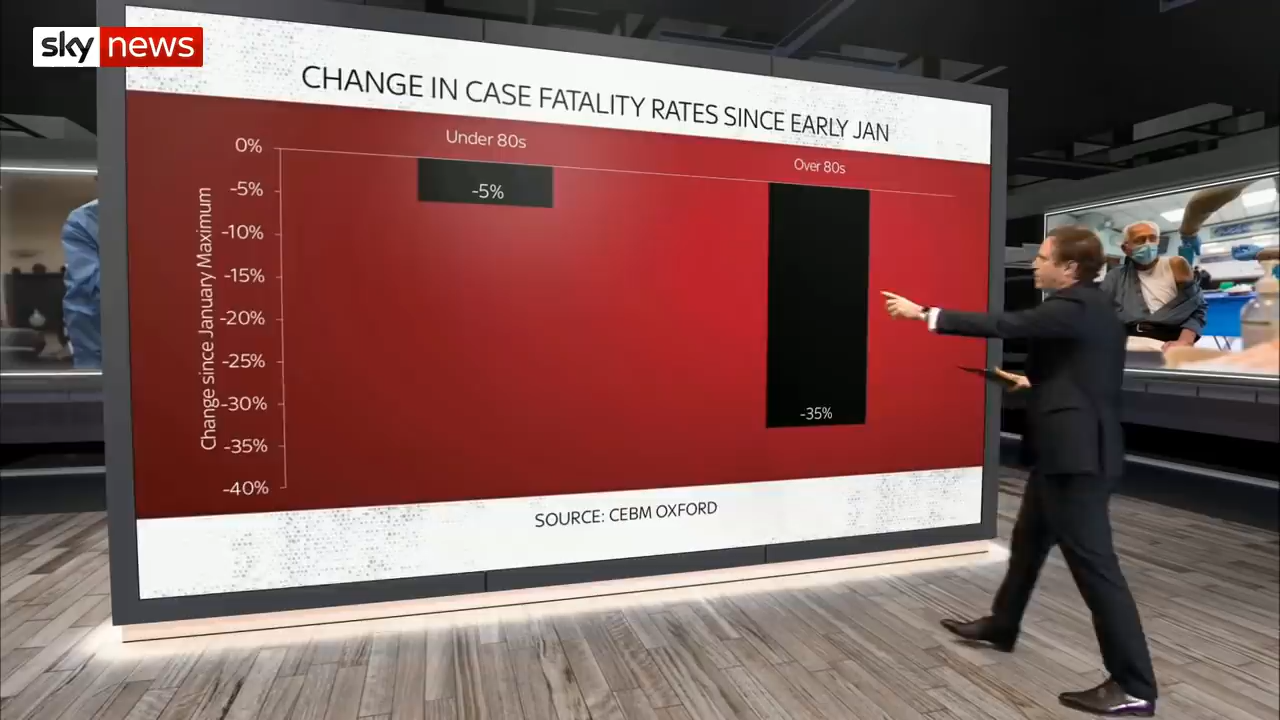 sky news
CHANGE IN CASE FATALITY RATES SINCE EARLY JAN
Under 80s
Over 80s
Change since January Maximum
0%
-5%
-10%
-15%
-20%
-25%
-30%
-35%
-40%
-5%
-35%
SOURCE: CEBM OXFORD